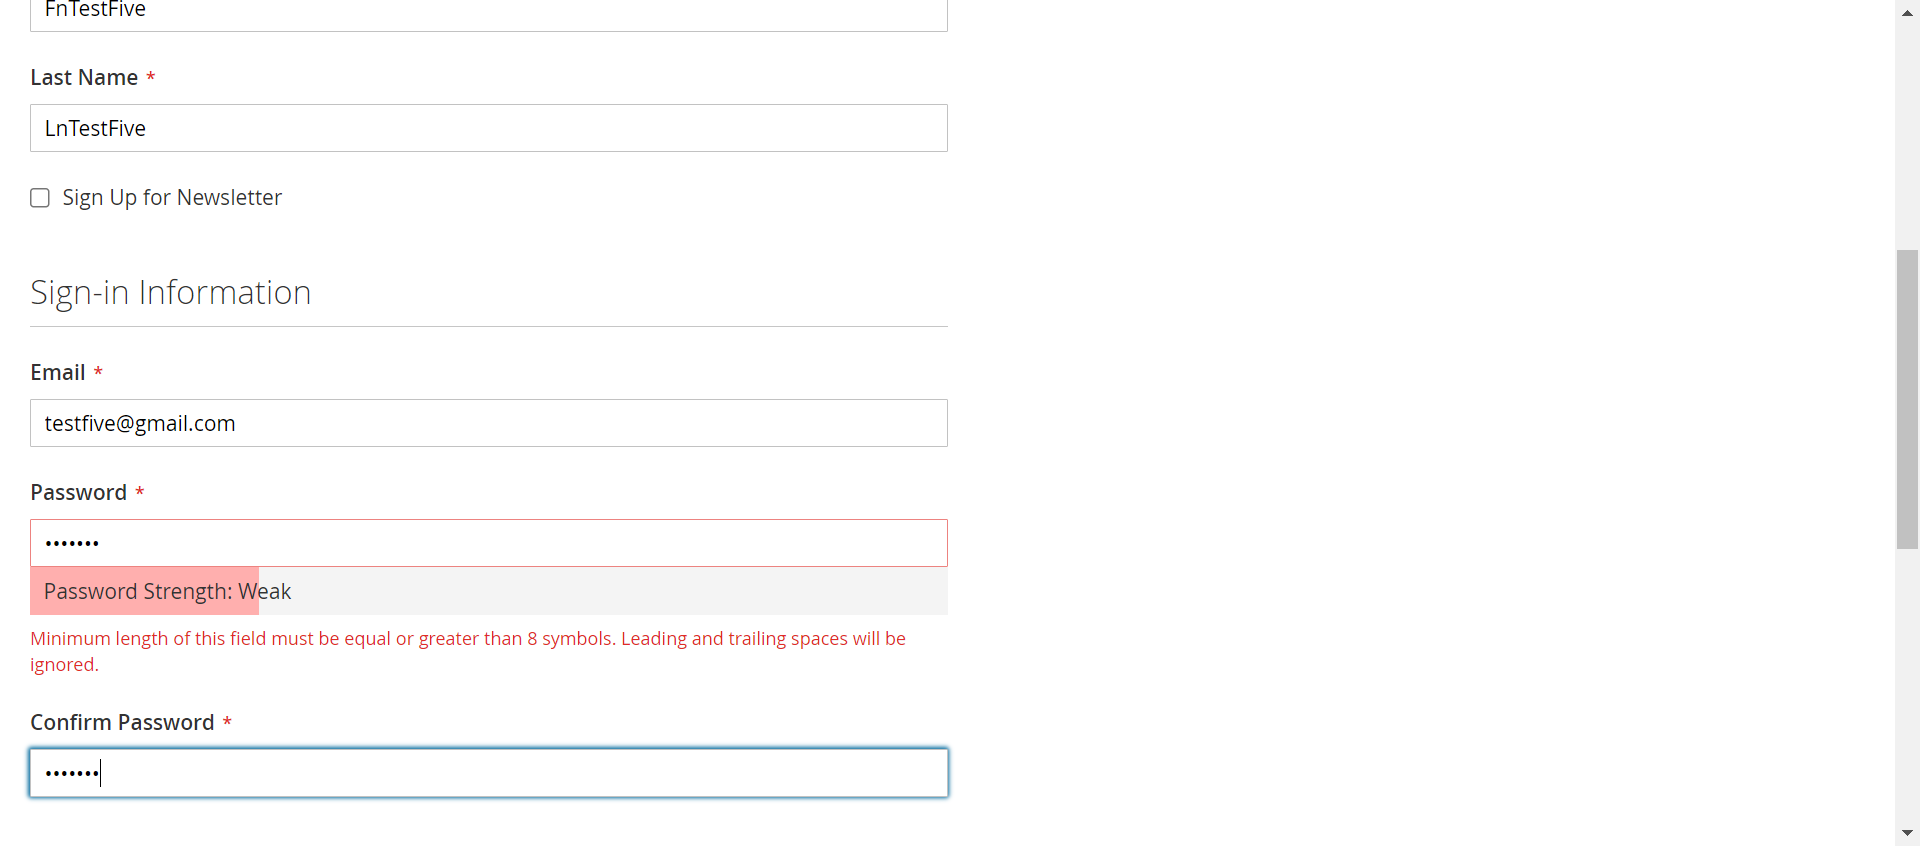 FnTestFive
Last Name *
LnTestFive
Sign Up for Newsletter
Sign-in Information
Email *
testfive@gmail.com
Password *
•••••••
Password Strength: Weak
Minimum length of this field must be equal or greater than 8 symbols. Leading and trailing spaces will be
ignored.
Confirm Password *
•••••••